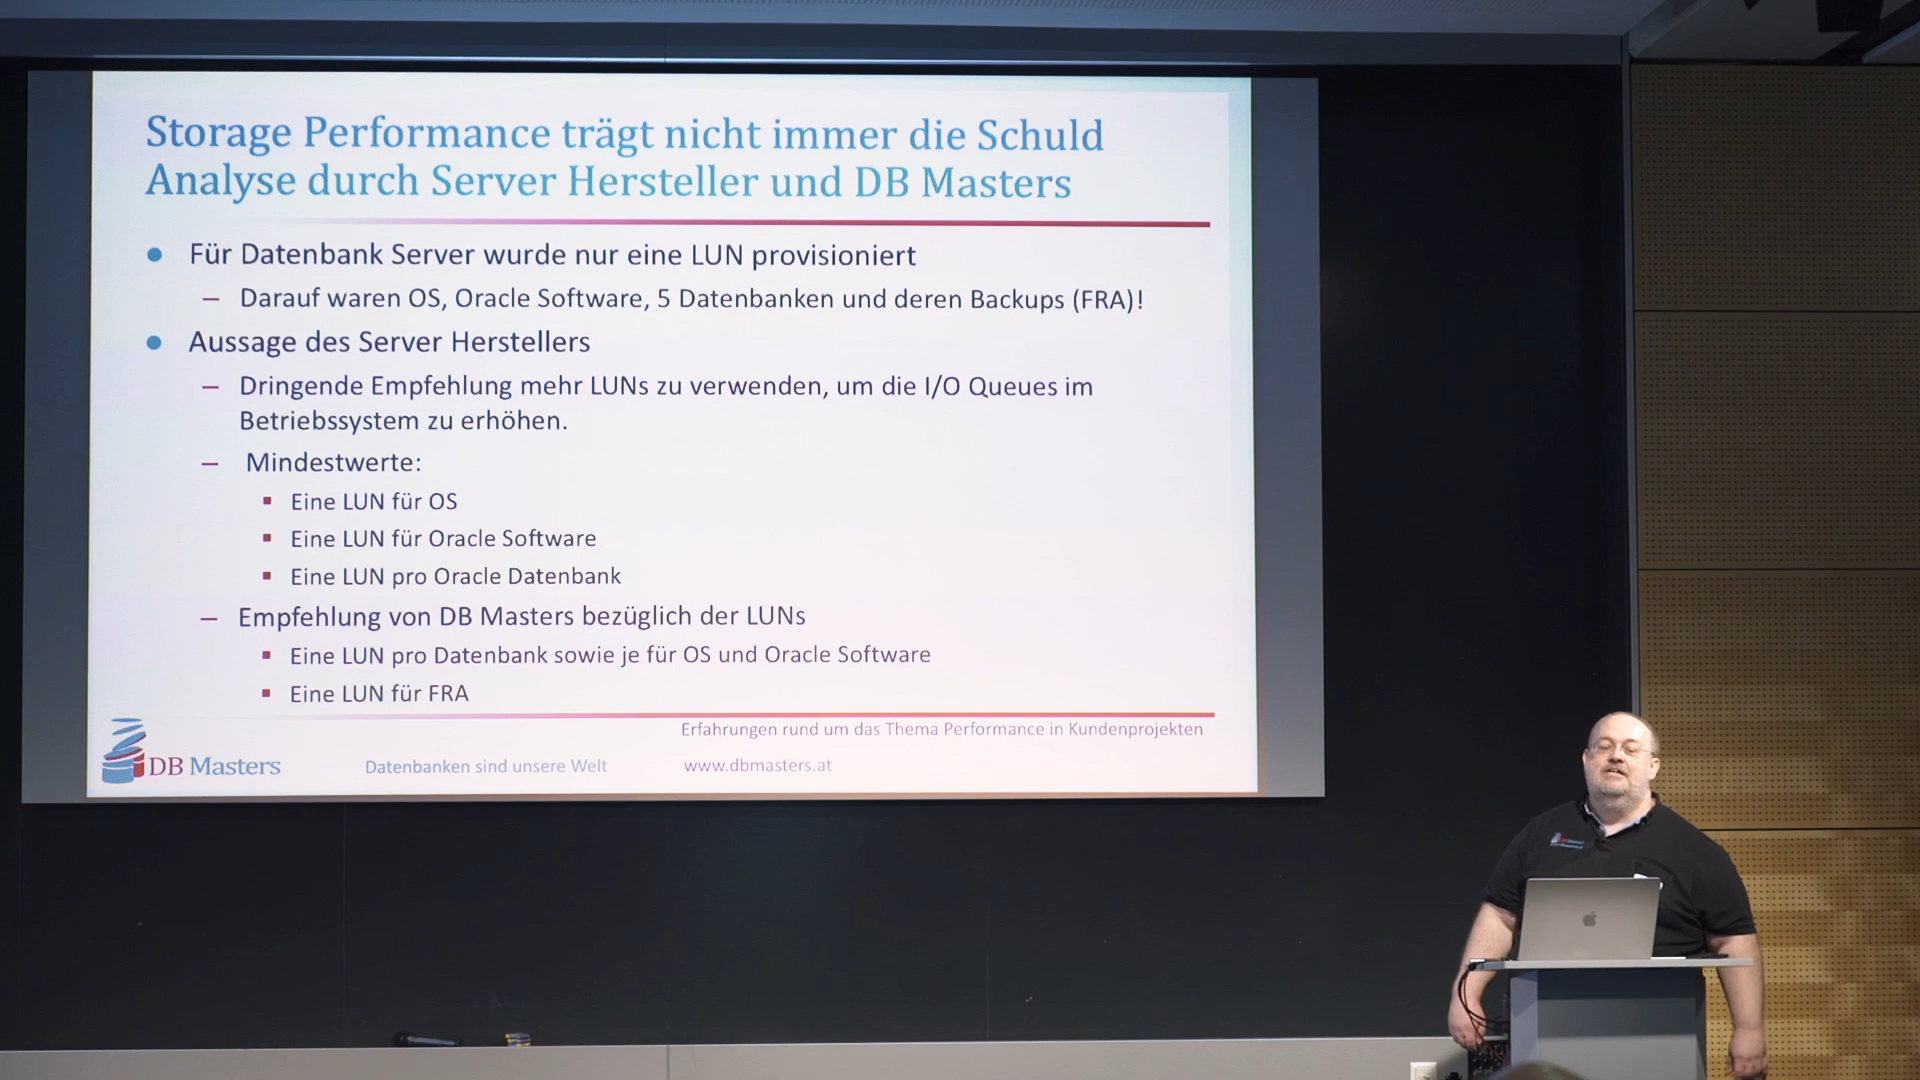 Storage Performance trägt nicht immer die Schuld
Analyse durch Server Hersteller und DB Masters
● Für Datenbank Server wurde nur eine LUN provisioniert
– Darauf waren OS, Oracle Software, 5 Datenbanken und deren Backups (FRA)!
● Aussage des Server Herstellers
– Dringende Empfehlung mehr LUNs zu verwenden, um die I/O Queues im
Betriebssystem zu erhöhen.
– Mindestwerte:
▪ Eine LUN für OS
▪ Eine LUN für Oracle Software
▪ Eine LUN pro Oracle Datenbank
– Empfehlung von DB Masters bezüglich der LUNs
▪ Eine LUN pro Datenbank sowie je für OS und Oracle Software
▪ Eine LUN für FRA
Erfahrungen rund um das Thema Performance in Kundenprojekten
DB Masters
Datenbanken sind unsere Welt
www.dbmasters.at